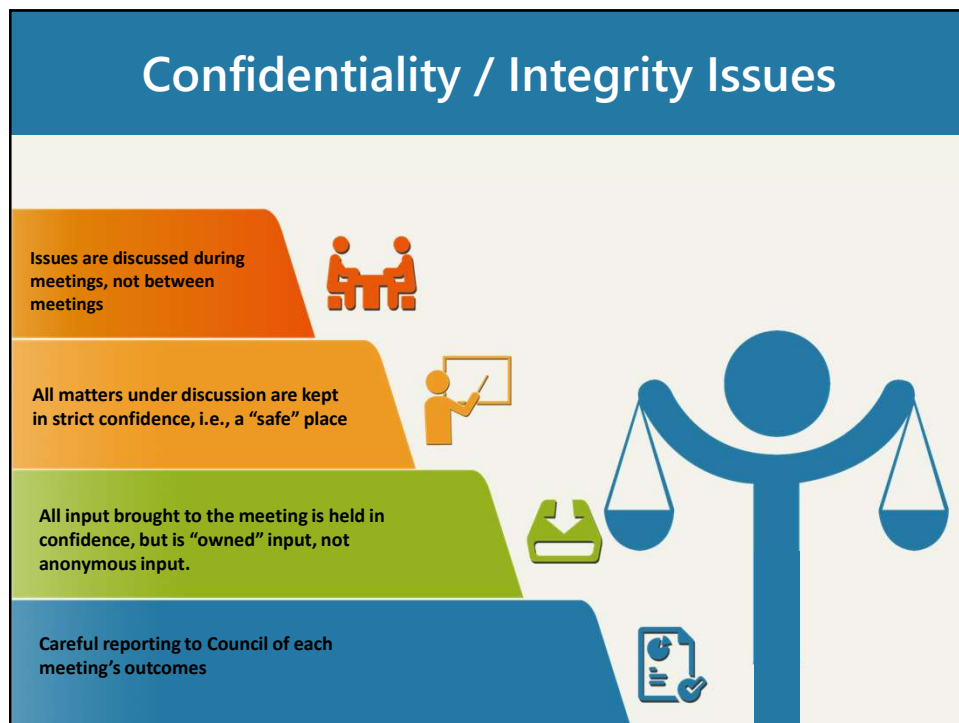 Confidentiality / Integrity Issues
Issues are discussed during
meetings, not between
meetings
All matters under discussion are kept
in strict confidence, i.e., a “safe” place
All input brought to the meeting is held in
confidence, but is “owned” input, not
anonymous input.
Careful reporting to Council of each
meeting’s outcomes